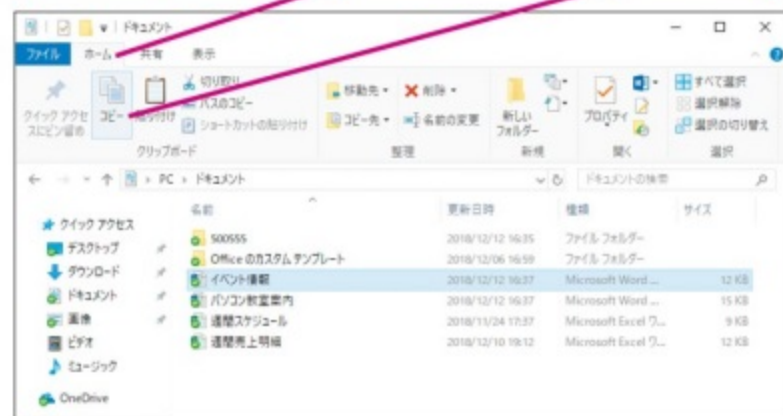 ドキュメント
ファイル ホーム 共有 表示
クイック アクセスにピン留め
コピー
貼り付け
切り取り
パスのコピー
ショートカットの貼り付け
クリップボード
移動先
コピー先
削除
名前の変更
整理
新しいフォルダー
新規
プロパティ
開く
すべて選択
選択解除
選択の切り替え
選択
PC › ドキュメント
ドキュメントの検索
クイック アクセス
デスクトップ
ダウンロード
ドキュメント
画像
ビデオ
ミュージック
OneDrive
名前 更新日時 種類 サイズ
500555 2018/12/12 16:35 ファイル フォルダー
Office のカスタム テンプレート 2018/12/06 16:59 ファイル フォルダー
イベント情報 2018/12/12 16:37 Microsoft Word ... 12 KB
パソコン教室案内 2018/12/12 16:37 Microsoft Word ... 15 KB
週間スケジュール 2018/11/24 17:37 Microsoft Excel ワ... 9 KB
週間売上明細 2018/12/10 19:12 Microsoft Excel ワ... 12 KB